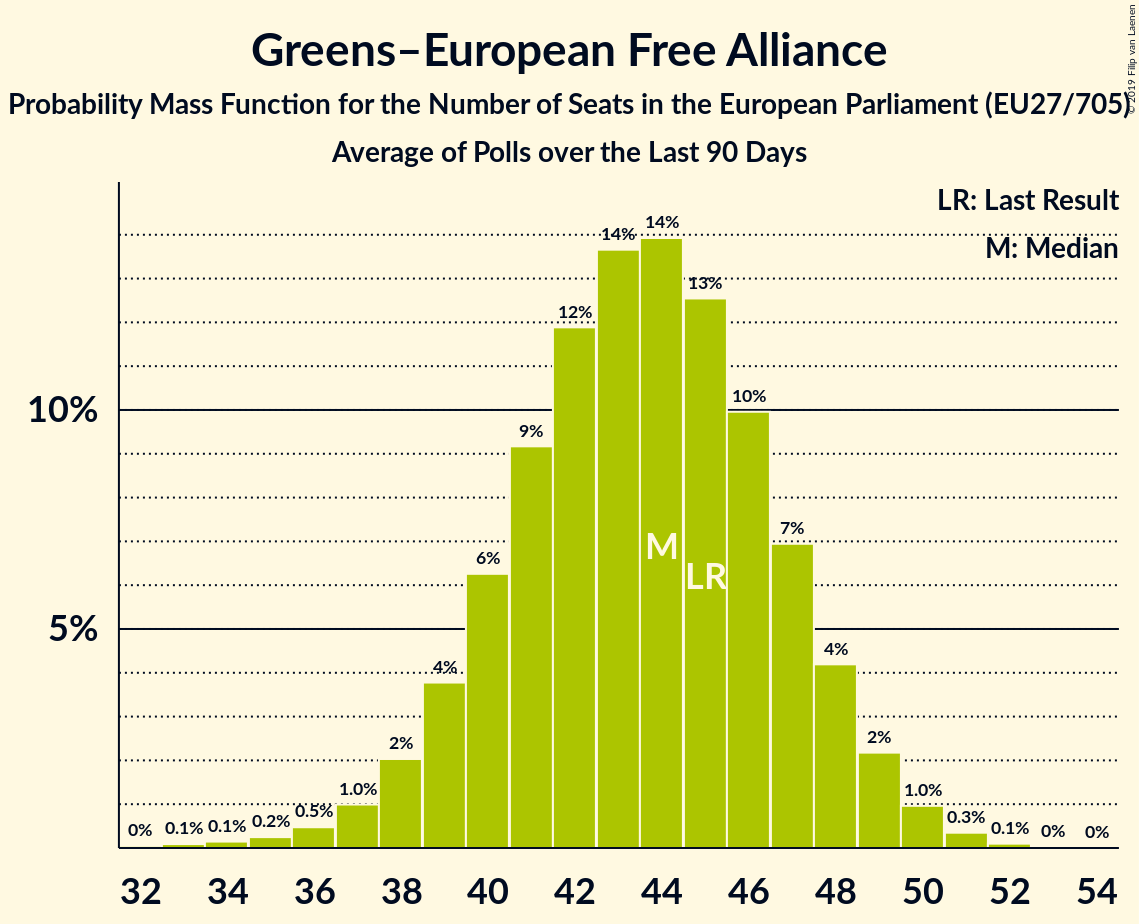 Greens–European Free Alliance
Probability Mass Function for the Number of Seats in the European Parliament (EU27/705)
Average of Polls over the Last 90 Days
© 2019 Filip van Laenen
LR: Last Result
M: Median
10%
5%
0%
0.1%
0.1%
0.2%
0.5%
1.0%
2%
4%
6%
9%
12%
14%
14%
13%
10%
7%
4%
2%
1.0%
0.3%
0.1%
0%
0%
M
LR
32 34 36 38 40 42 44 46 48 50 52 54